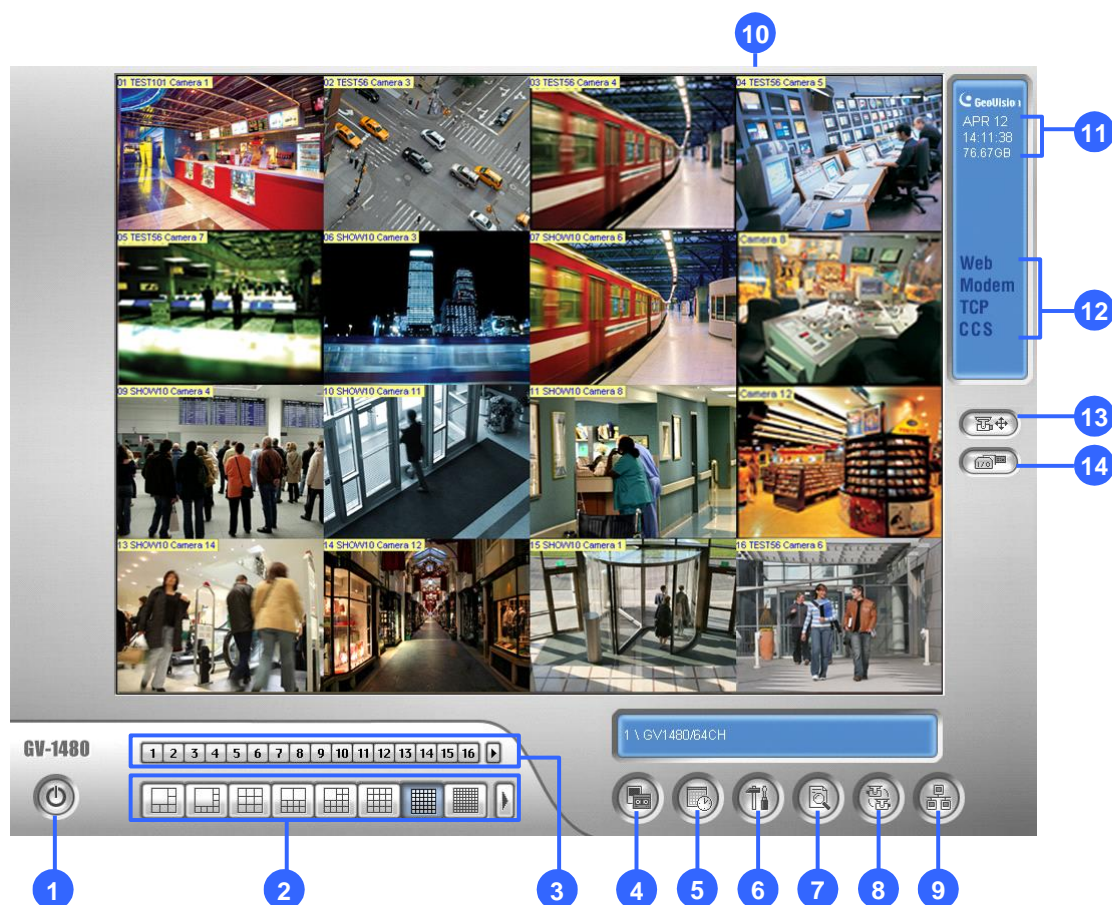 10
01 TEST101 Camera 1
02 TEST56 Camera 3
03 TEST56 Camera 4
04 TEST56 Camera 5
GeoVision
APR 12
14:11:38
76.67GB
11
05 TEST56 Camera 7
06 SHOW10 Camera 3
07 SHOW10 Camera 6
Camera 8
Web
Modem
TCP
CCS
12
09 SHOW10 Camera 4
10 SHOW10 Camera 11
11 SHOW10 Camera 8
Camera 12
13
I/O
14
13 SHOW10 Camera 14
14 SHOW10 Camera 12
15 SHOW10 Camera 1
16 TEST56 Camera 6
GV-1480
1 2 3 4 5 6 7 8 9 10 11 12 13 14 15 16
1 \ GV1480/64CH
1
2
3
4
5
6
7
8
9